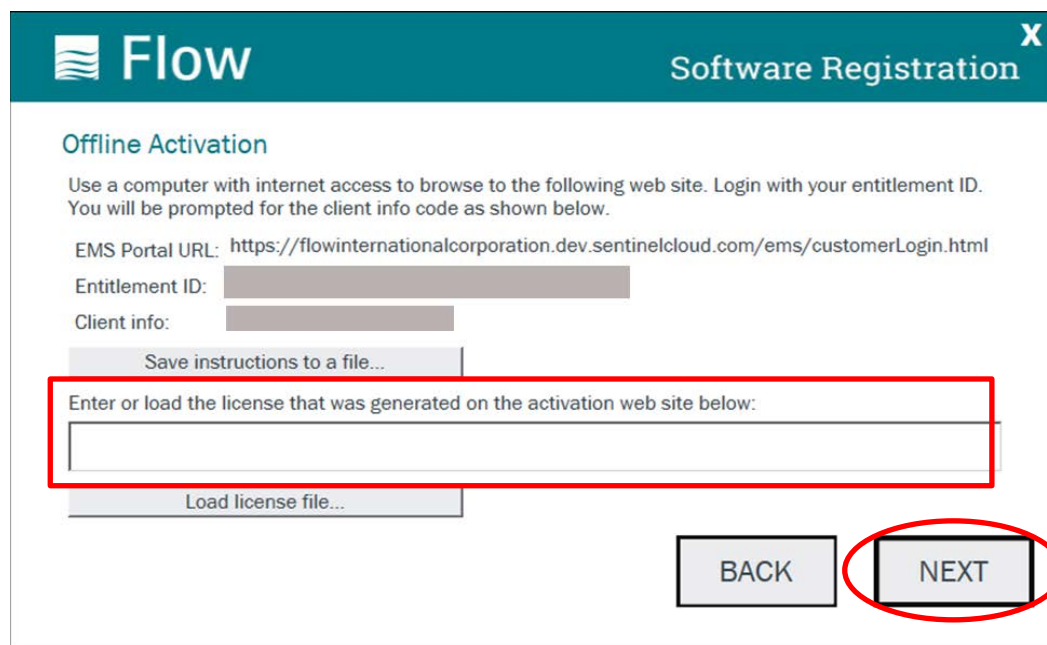 Flow
X
Software Registration
Offline Activation
Use a computer with internet access to browse to the following web site. Login with your entitlement ID.
You will be prompted for the client info code as shown below.
EMS Portal URL: https://flowinternationalcorporation.dev.sentinelcloud.com/ems/customerLogin.html
Entitlement ID:
Client info:
Save instructions to a file...
Enter or load the license that was generated on the activation web site below:
Load license file...
BACK
NEXT